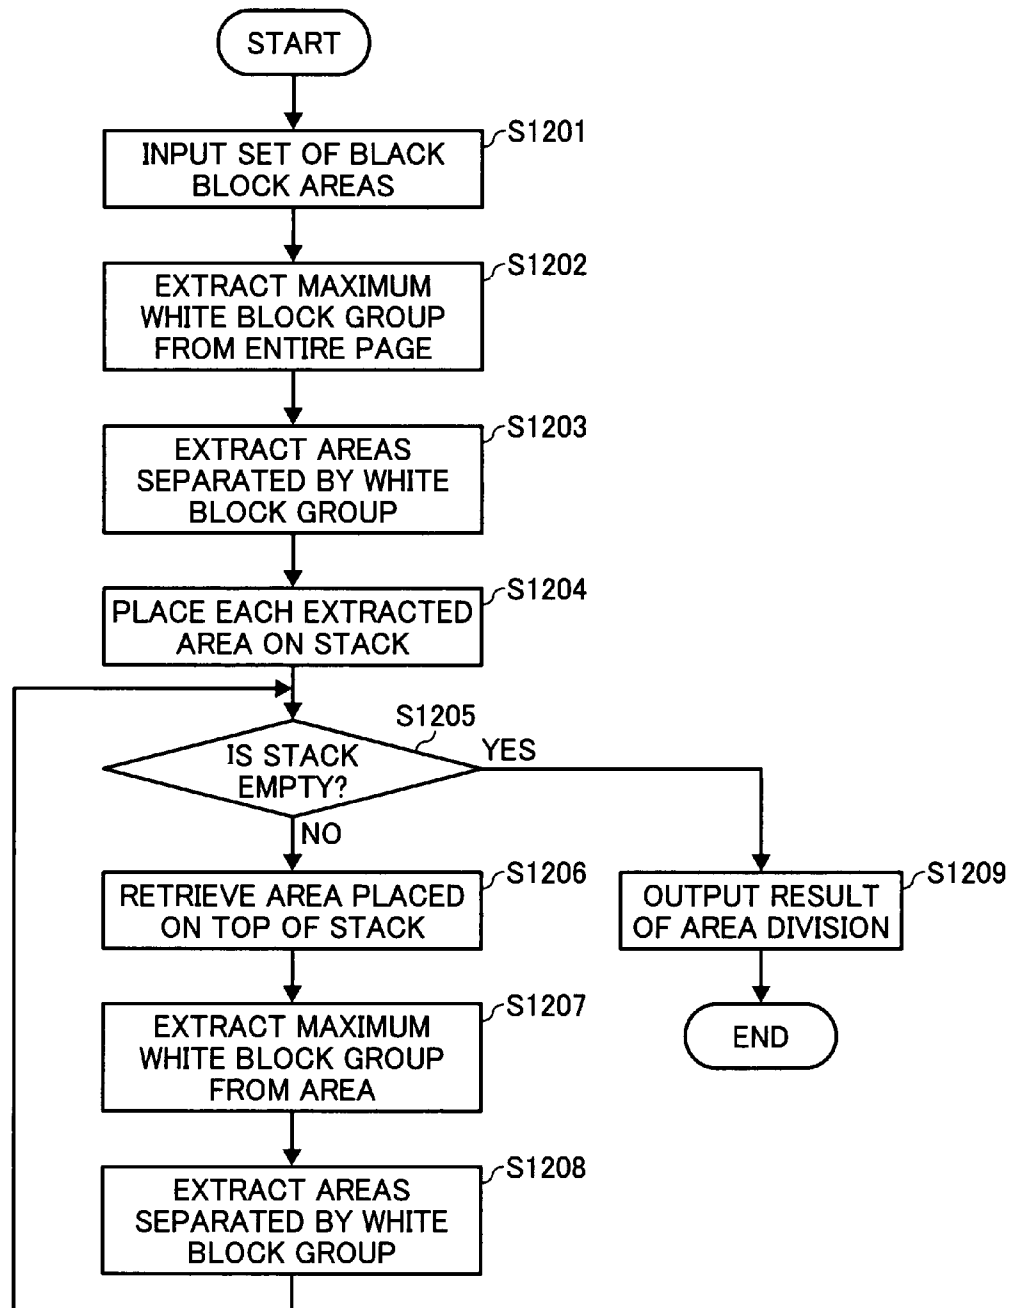 START
S1201
INPUT SET OF BLACK
BLOCK AREAS
S1202
EXTRACT MAXIMUM
WHITE BLOCK GROUP
FROM ENTIRE PAGE
S1203
EXTRACT AREAS
SEPARATED BY WHITE
BLOCK GROUP
S1204
PLACE EACH EXTRACTED
AREA ON STACK
S1205
IS STACK
EMPTY?
YES
NO
S1206
RETRIEVE AREA PLACED
ON TOP OF STACK
S1209
OUTPUT RESULT
OF AREA DIVISION
S1207
EXTRACT MAXIMUM
WHITE BLOCK GROUP
FROM AREA
END
S1208
EXTRACT AREAS
SEPARATED BY WHITE
BLOCK GROUP